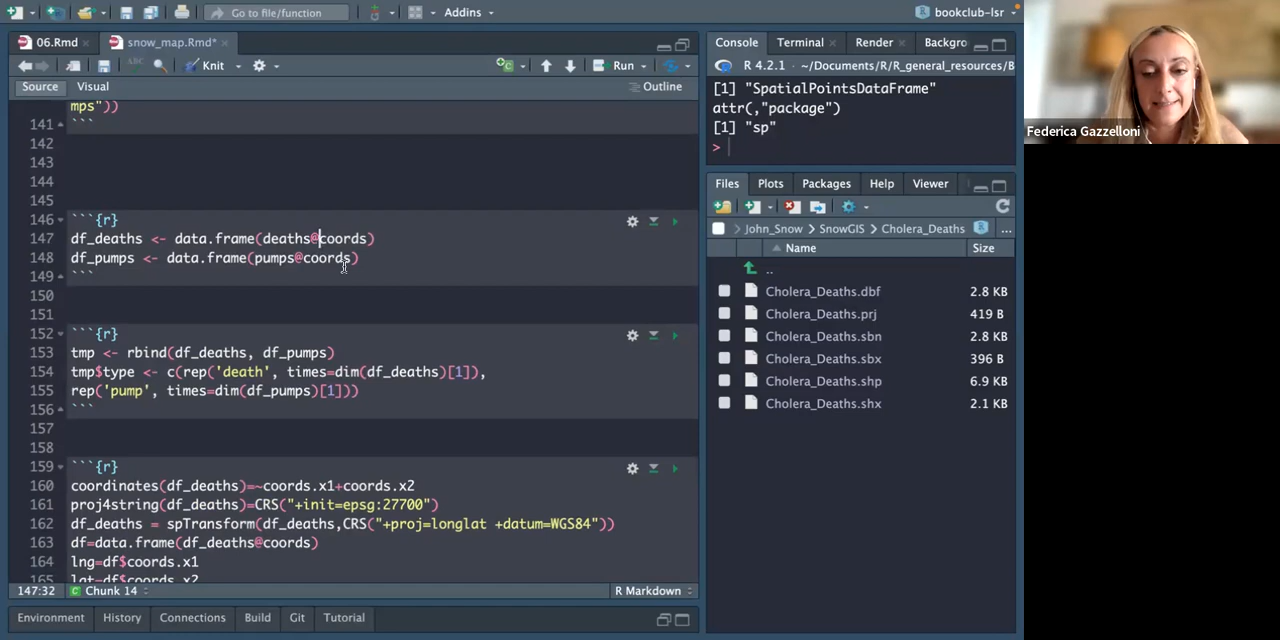 Go to file/function
Addins
bookclub-lsr
06.Rmd
snow_map.Rmd*
Knit
Run
Source
Visual
Outline
mps"))
141 ```
142
143
144
145
146 ```{r}
147 df_deaths <- data.frame(deaths@coords)
148 df_pumps <- data.frame(pumps@coords)
149 ```
150
151
152 ```{r}
153 tmp <- rbind(df_deaths, df_pumps)
154 tmp$type <- c(rep('death', times=dim(df_deaths)[1]),
155 rep('pump', times=dim(df_pumps)[1]))
156 ```
157
158
159 ```{r}
160 coordinates(df_deaths)=~coords.x1+coords.x2
161 proj4string(df_deaths)=CRS("+init=epsg:27700")
162 df_deaths = spTransform(df_deaths,CRS("+proj=longlat +datum=WGS84"))
163 df=data.frame(df_deaths@coords)
164 lng=df$coords.x1
165 lat=df$coords.x2
147:32
Chunk 14
R Markdown
Environment
History
Connections
Build
Git
Tutorial
Console
Terminal
Render
Backgro
R 4.2.1 · ~/Documents/R/R_general_resources/B
[1] "SpatialPointsDataFrame"
attr(,"package")
[1] "sp"
>
Files
Plots
Packages
Help
Viewer
John_Snow
SnowGIS
Cholera_Deaths
...
Name
Size
..
Cholera_Deaths.dbf 2.8 KB
Cholera_Deaths.prj 419 B
Cholera_Deaths.sbn 2.8 KB
Cholera_Deaths.sbx 396 B
Cholera_Deaths.shp 6.9 KB
Cholera_Deaths.shx 2.1 KB
Federica Gazzelloni